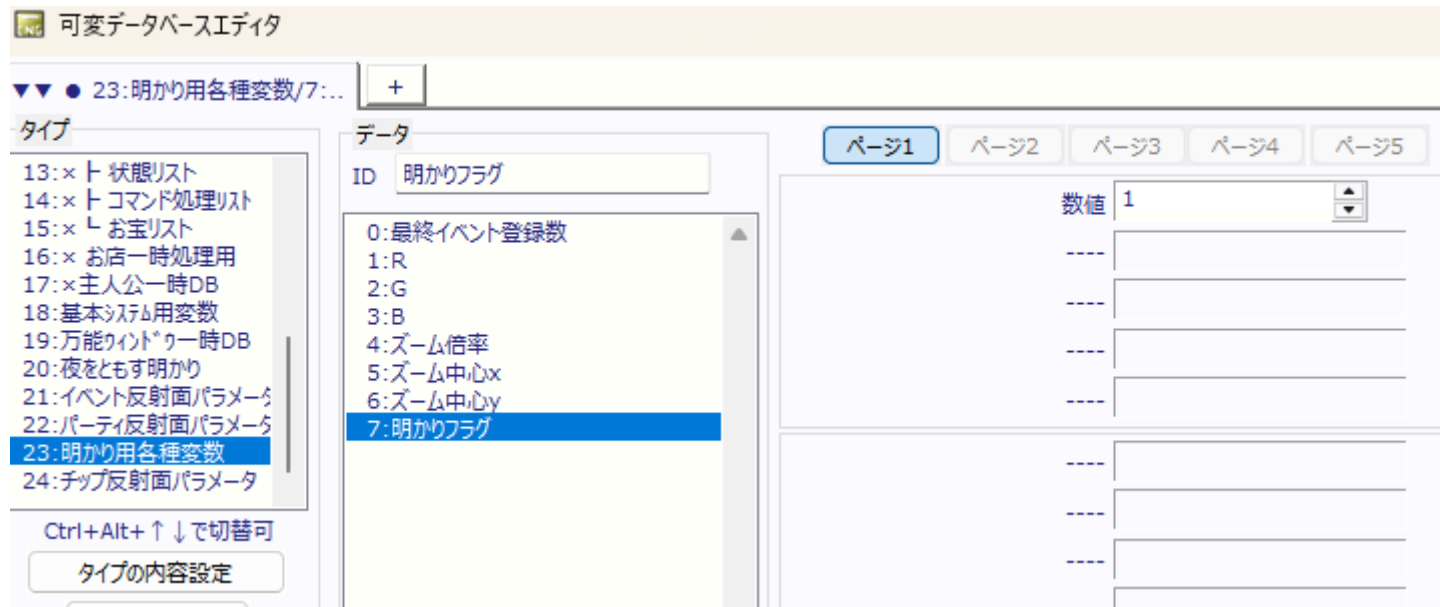 可変データベースエディタ
▼▼ ● 23:明かり用各種変数/7:..
+
タイプ
13:×┣ 状態リスト
14:×┣ コマンド処理リスト
15:×┗ お宝リスト
16:× お店一時処理用
17:×主人公一時DB
18:基本ｼｽﾃﾑ用変数
19:万能ｳｨﾝﾄﾞｳ一時DB
20:夜をともす明かり
21:イベント反射面パラメータ
22:パーティ反射面パラメータ
23:明かり用各種変数
24:チップ反射面パラメータ
Ctrl+Alt+↑↓で切替可
タイプの内容設定
データ
ID 明かりフラグ
0:最終イベント登録数
1:R
2:G
3:B
4:ズーム倍率
5:ズーム中心x
6:ズーム中心y
7:明かりフラグ
ページ1 ページ2 ページ3 ページ4 ページ5
数値 1
----
----
----
----
----
----
----